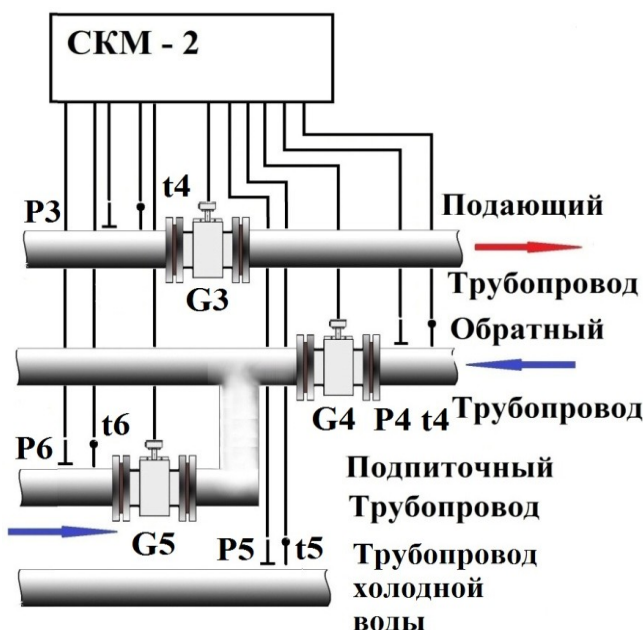 СКМ - 2
P3
t4
Подающий
G3
Трубопровод
Обратный
G4
P4
t4
Трубопровод
P6
t6
Подпиточный
Трубопровод
G5
P5
t5
Трубопровод
холодной
воды